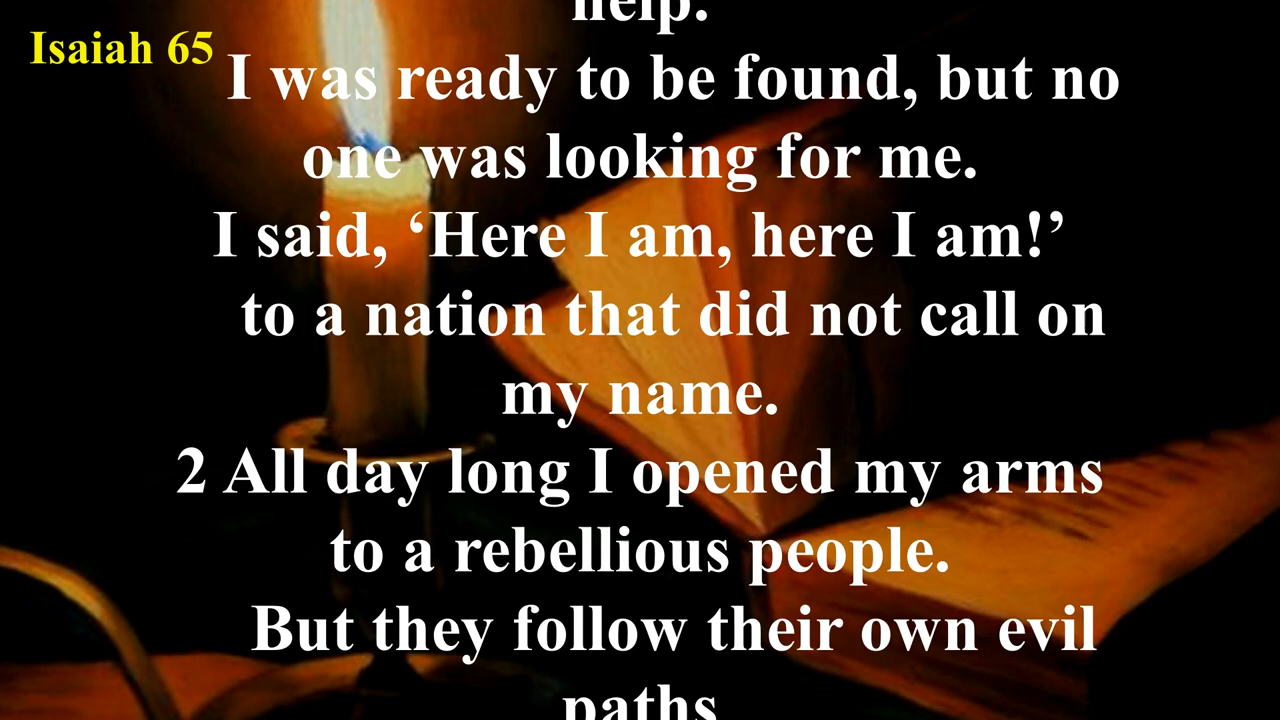 help.
Isaiah 65
I was ready to be found, but no
one was looking for me.
I said, ‘Here I am, here I am!’
to a nation that did not call on
my name.
2 All day long I opened my arms
to a rebellious people.
But they follow their own evil
paths